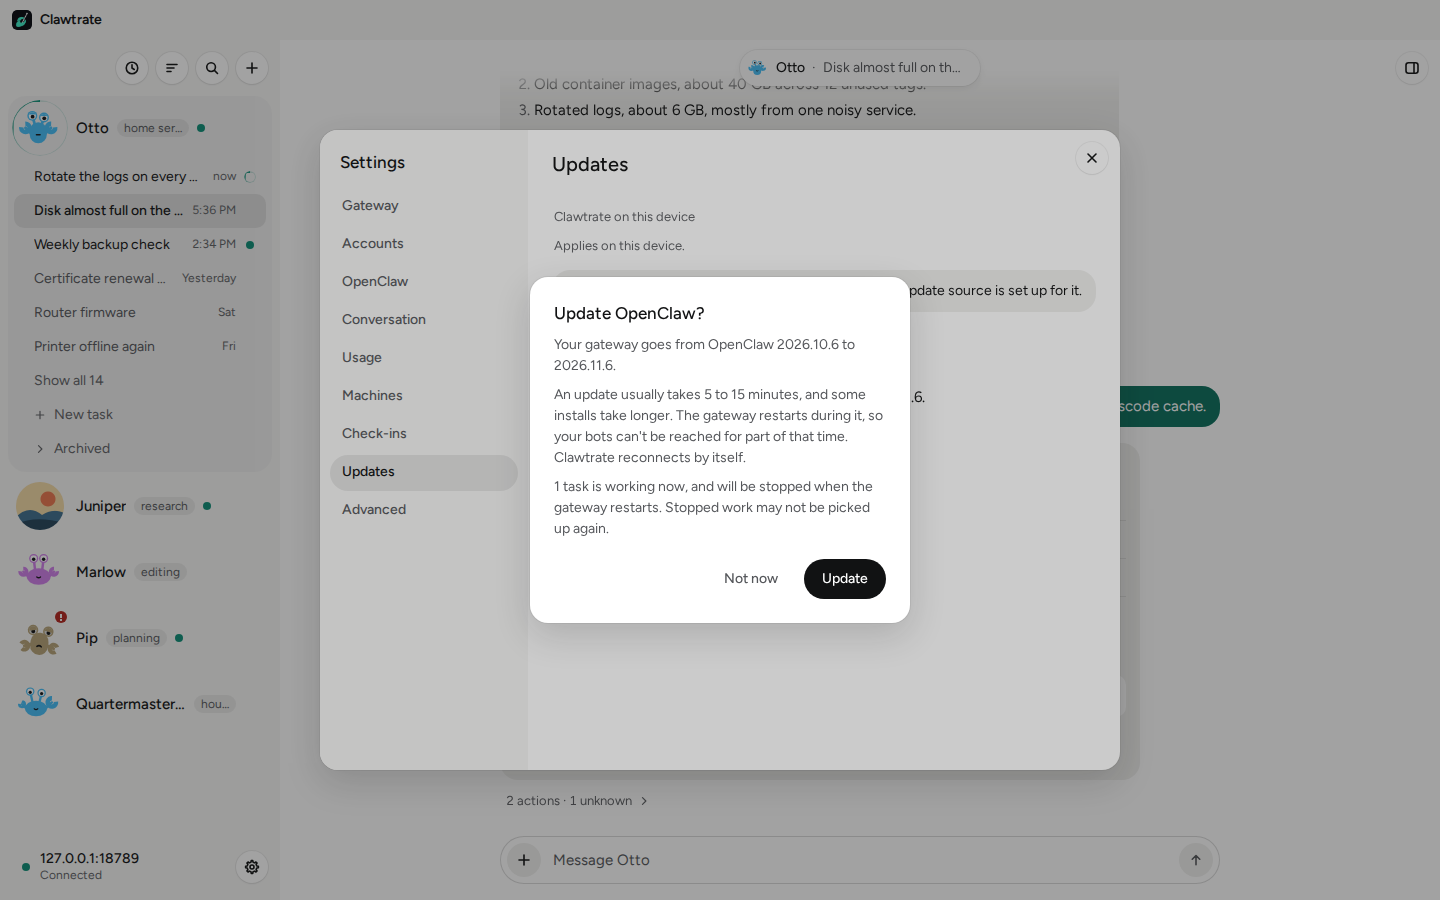 Clawtrate
Otto
home ser...
Rotate the logs on every ...
now
Disk almost full on the ...
5:36 PM
Weekly backup check
2:34 PM
Certificate renewal ...
Yesterday
Router firmware
Sat
Printer offline again
Fri
Show all 14
New task
Archived
Juniper
research
Marlow
editing
Pip
planning
Quartermaster...
hou...
127.0.0.1:18789
Connected
Otto · Disk almost full on th...
2. Old container images, about 40 GB across 12 unused tags.
3. Rotated logs, about 6 GB, mostly from one noisy service.
scode cache.
Settings
Gateway
Accounts
OpenClaw
Conversation
Usage
Machines
Check-ins
Updates
Advanced
Updates
Clawtrate on this device
Applies on this device.
pdate source is set up for it.
.6.
Update OpenClaw?
Your gateway goes from OpenClaw 2026.10.6 to
2026.11.6.
An update usually takes 5 to 15 minutes, and some
installs take longer. The gateway restarts during it, so
your bots can't be reached for part of that time.
Clawtrate reconnects by itself.
1 task is working now, and will be stopped when the
gateway restarts. Stopped work may not be picked
up again.
Not now
Update
2 actions · 1 unknown
Message Otto